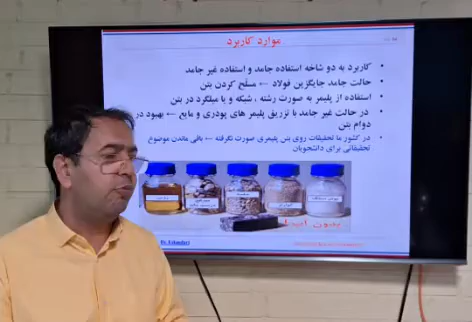 موارد کاربرد
کاربرد به دو شاخه استفاده جامد و استفاده غیر جامد
حالت جامد جایگزین فولاد ← مسلح کردن بتن
استفاده از پلیمر به صورت رشته ، شبکه و یا میلگرد در بتن
در حالت غیر جامد با تزریق پلیمر های پودری و مایع ← بهبود در
دوام بتن
در کشور ما تحقیقات روی بتن پلیمری صورت نگرفته ← باقی ماندن موضوع
تحقیقاتی برای دانشجویان